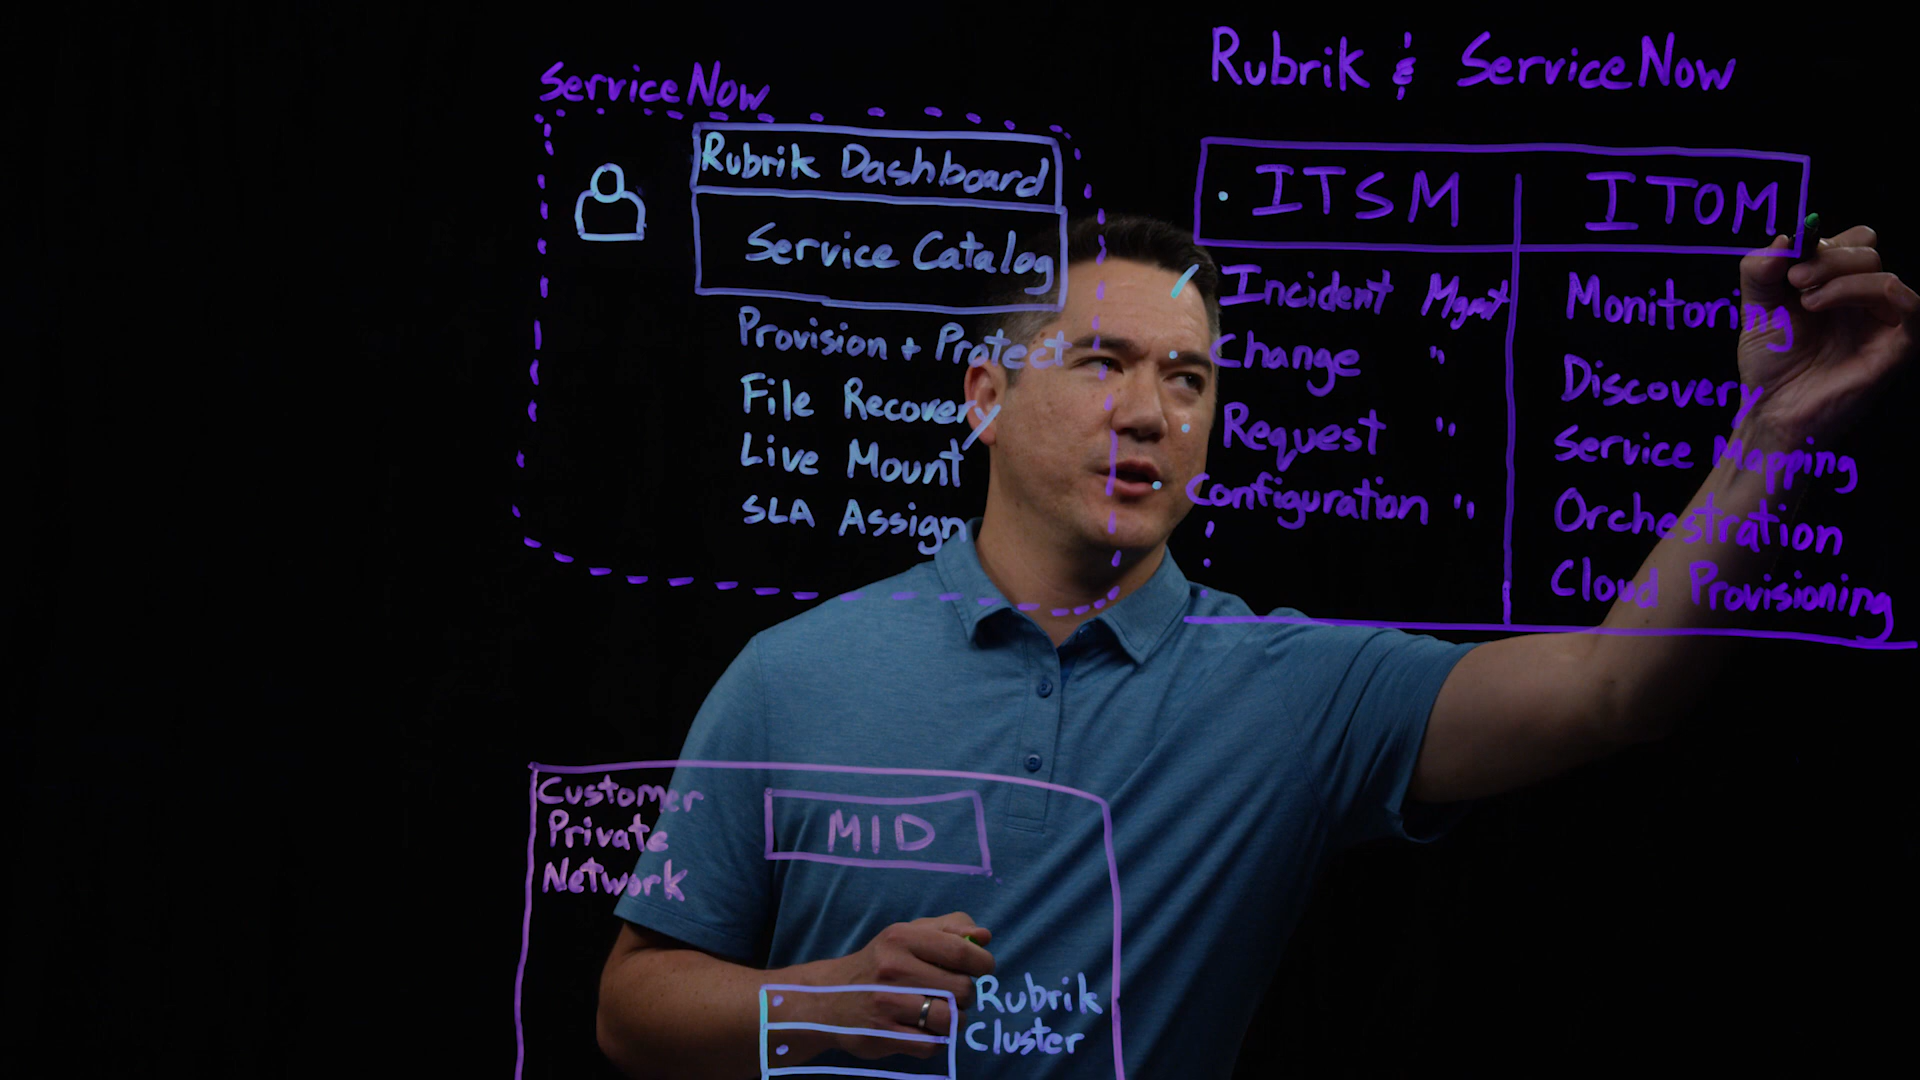 ServiceNow
Rubrik Dashboard
Service Catalog
Provision + Protect
File Recovery
Live Mount
SLA Assign
Customer
Private
Network
MID
Rubrik
Cluster
Rubrik & ServiceNow
ITSM
Incident Mgmt
Change "
Request "
Configuration "
ITOM
Monitoring
Discovery
Service Mapping
Orchestration
Cloud Provisioning